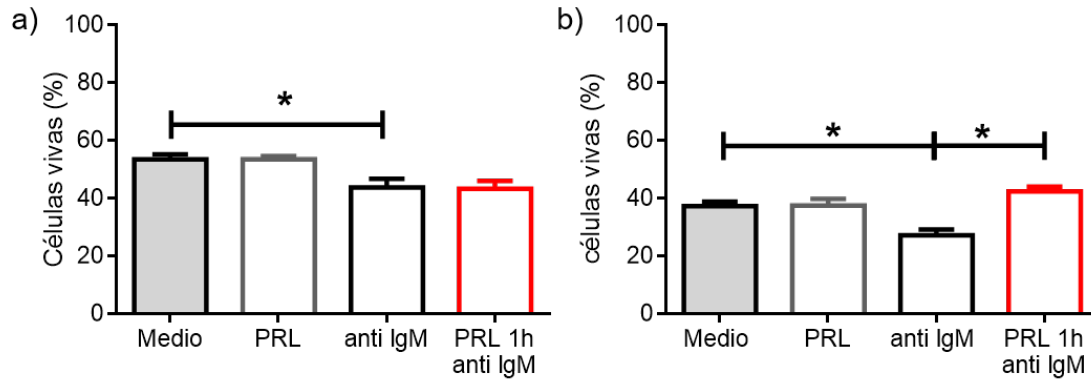 a)
Células vivas (%)
100
80
60
40
20
0
*
Medio
PRL
anti IgM
PRL 1h
anti IgM
b)
células vivas (%)
100
80
60
40
20
0
*
*
Medio
PRL
anti IgM
PRL 1h
anti IgM